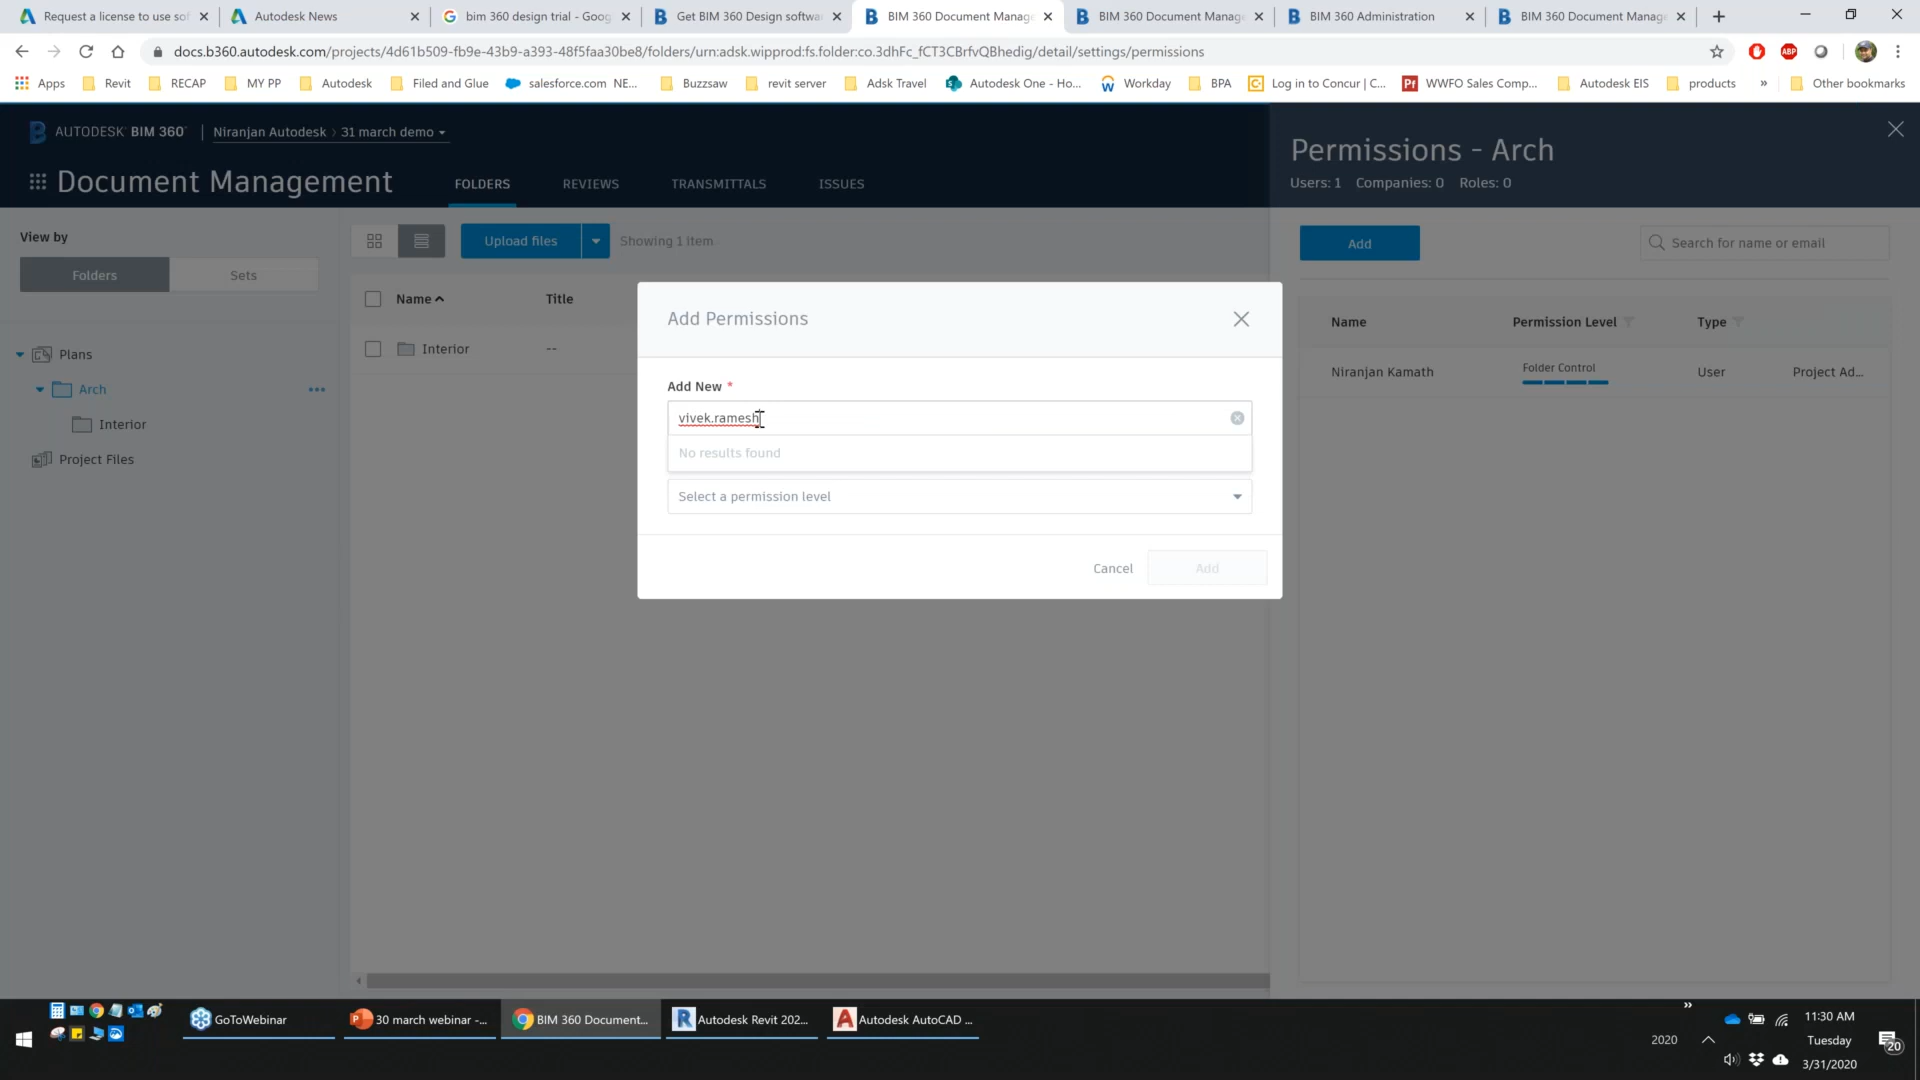 Request a license to use sof
Autodesk News
bim 360 design trial - Goog
Get BIM 360 Design softwa
BIM 360 Document Manag
BIM 360 Document Manag
BIM 360 Administration
BIM 360 Document Manag
docs.b360.autodesk.com/projects/4d61b509-fb9e-43b9-a393-48f5faa30be8/folders/urn:adsk.wipprod:fs.folder:co.3dhFc_fCT3CBrfvQBhedig/detail/settings/permissions
ABP
Apps
Revit
RECAP
MY PP
Autodesk
Filed and Glue
salesforce.com NE...
Buzzsaw
revit server
Adsk Travel
Autodesk One - Ho...
Workday
BPA
Log in to Concur | C...
WWFO Sales Comp...
Autodesk EIS
products
»
Other bookmarks
AUTODESK BIM 360
Niranjan Autodesk > 31 march demo
Document Management
FOLDERS
REVIEWS
TRANSMITTALS
ISSUES
Permissions - Arch
Users: 1 Companies: 0 Roles: 0
View by
Folders
Sets
Upload files
Showing 1 item
Add
Search for name or email
Name
Title
Interior
--
Plans
Arch
Interior
Project Files
Add Permissions
Add New *
vivek.ramesh
No results found
Select a permission level
Cancel
Add
Name
Permission Level
Type
Niranjan Kamath
Folder Control
User
Project Ad...
GoToWebinar
30 march webinar -...
BIM 360 Document...
Autodesk Revit 202...
Autodesk AutoCAD ...
»
2020
11:30 AM
Tuesday
3/31/2020
20